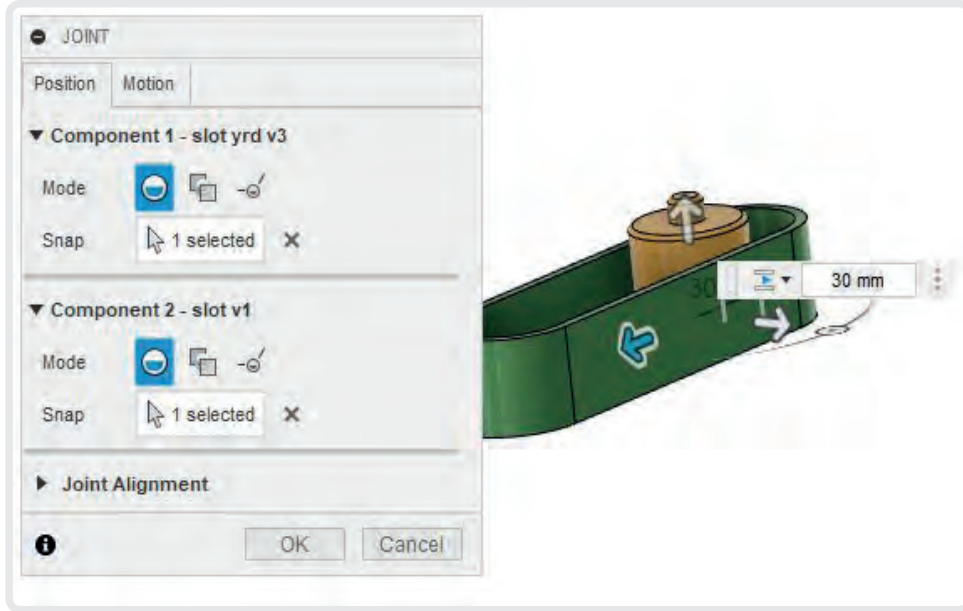 JOINT
Position Motion
Component 1 - slot yrd v3
Mode
Snap 1 selected
Component 2 - slot v1
Mode
Snap 1 selected
Joint Alignment
OK Cancel
30
30 mm